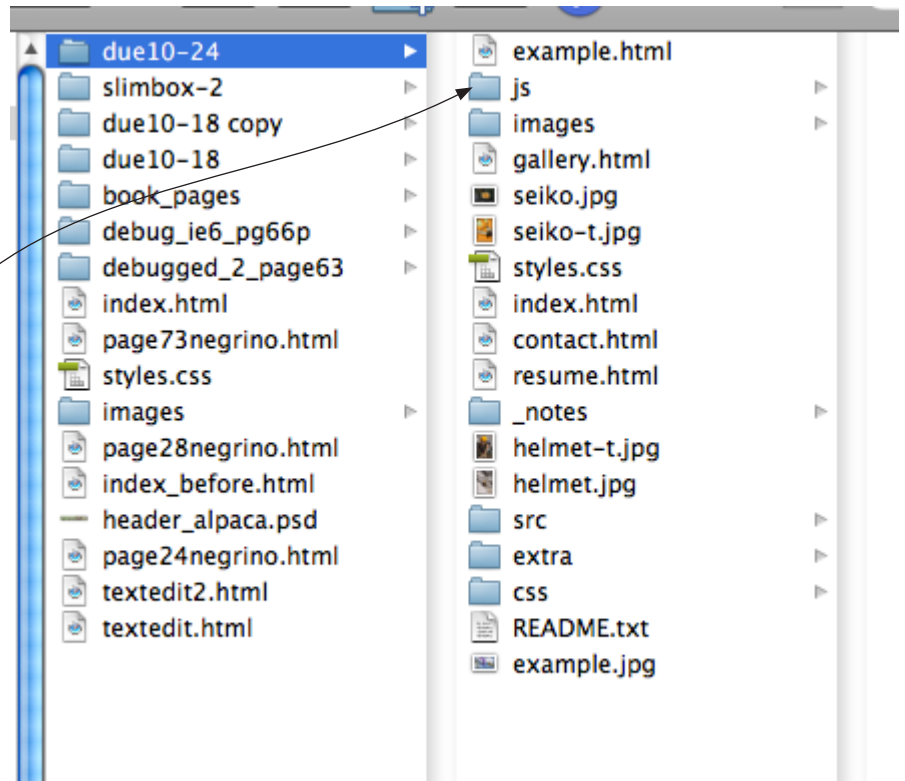 due10-24
slimbox-2
due10-18 copy
due10-18
book_pages
debug_ie6_pg66p
debugged_2_page63
index.html
page73negrino.html
styles.css
images
page28negrino.html
index_before.html
header_alpaca.psd
page24negrino.html
textedit2.html
textedit.html
example.html
js
images
gallery.html
seiko.jpg
seiko-t.jpg
styles.css
index.html
contact.html
resume.html
_notes
helmet-t.jpg
helmet.jpg
src
extra
css
README.txt
example.jpg